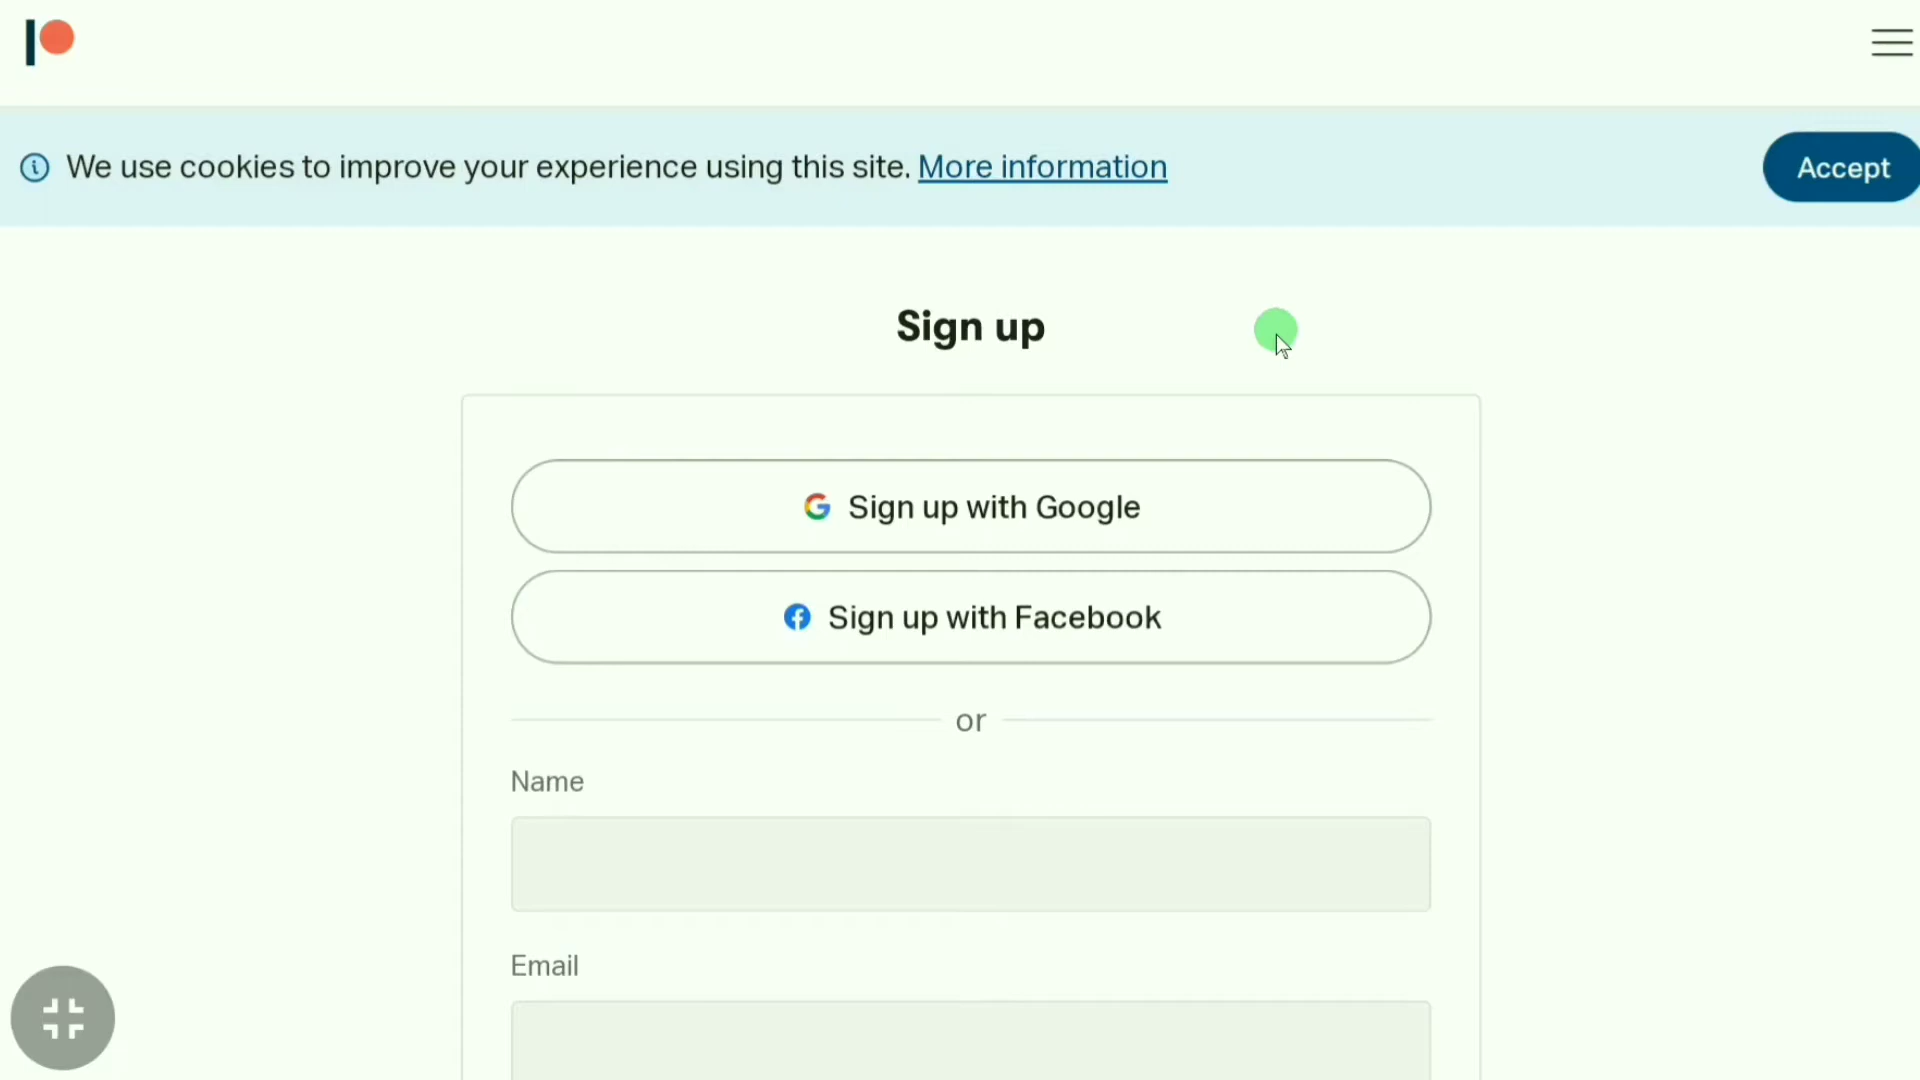 We use cookies to improve your experience using this site. More information
Accept
Sign up
Sign up with Google
Sign up with Facebook
or
Name
Email